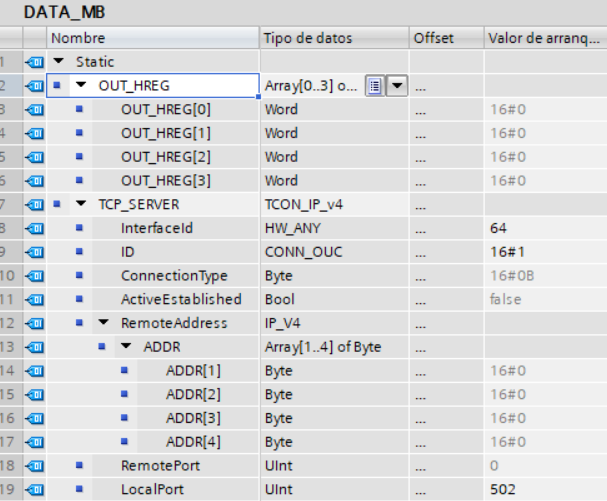 DATA_MB
Nombre Tipo de datos Offset Valor de arranq...
1 Static
2 OUT_HREG Array[0..3] o... ...
3 OUT_HREG[0] Word ... 16#0
4 OUT_HREG[1] Word ... 16#0
5 OUT_HREG[2] Word ... 16#0
6 OUT_HREG[3] Word ... 16#0
7 TCP_SERVER TCON_IP_v4 ...
8 InterfaceId HW_ANY ... 64
9 ID CONN_OUC ... 16#1
10 ConnectionType Byte ... 16#0B
11 ActiveEstablished Bool ... false
12 RemoteAddress IP_V4 ...
13 ADDR Array[1..4] of Byte ...
14 ADDR[1] Byte ... 16#0
15 ADDR[2] Byte ... 16#0
16 ADDR[3] Byte ... 16#0
17 ADDR[4] Byte ... 16#0
18 RemotePort UInt ... 0
19 LocalPort UInt ... 502